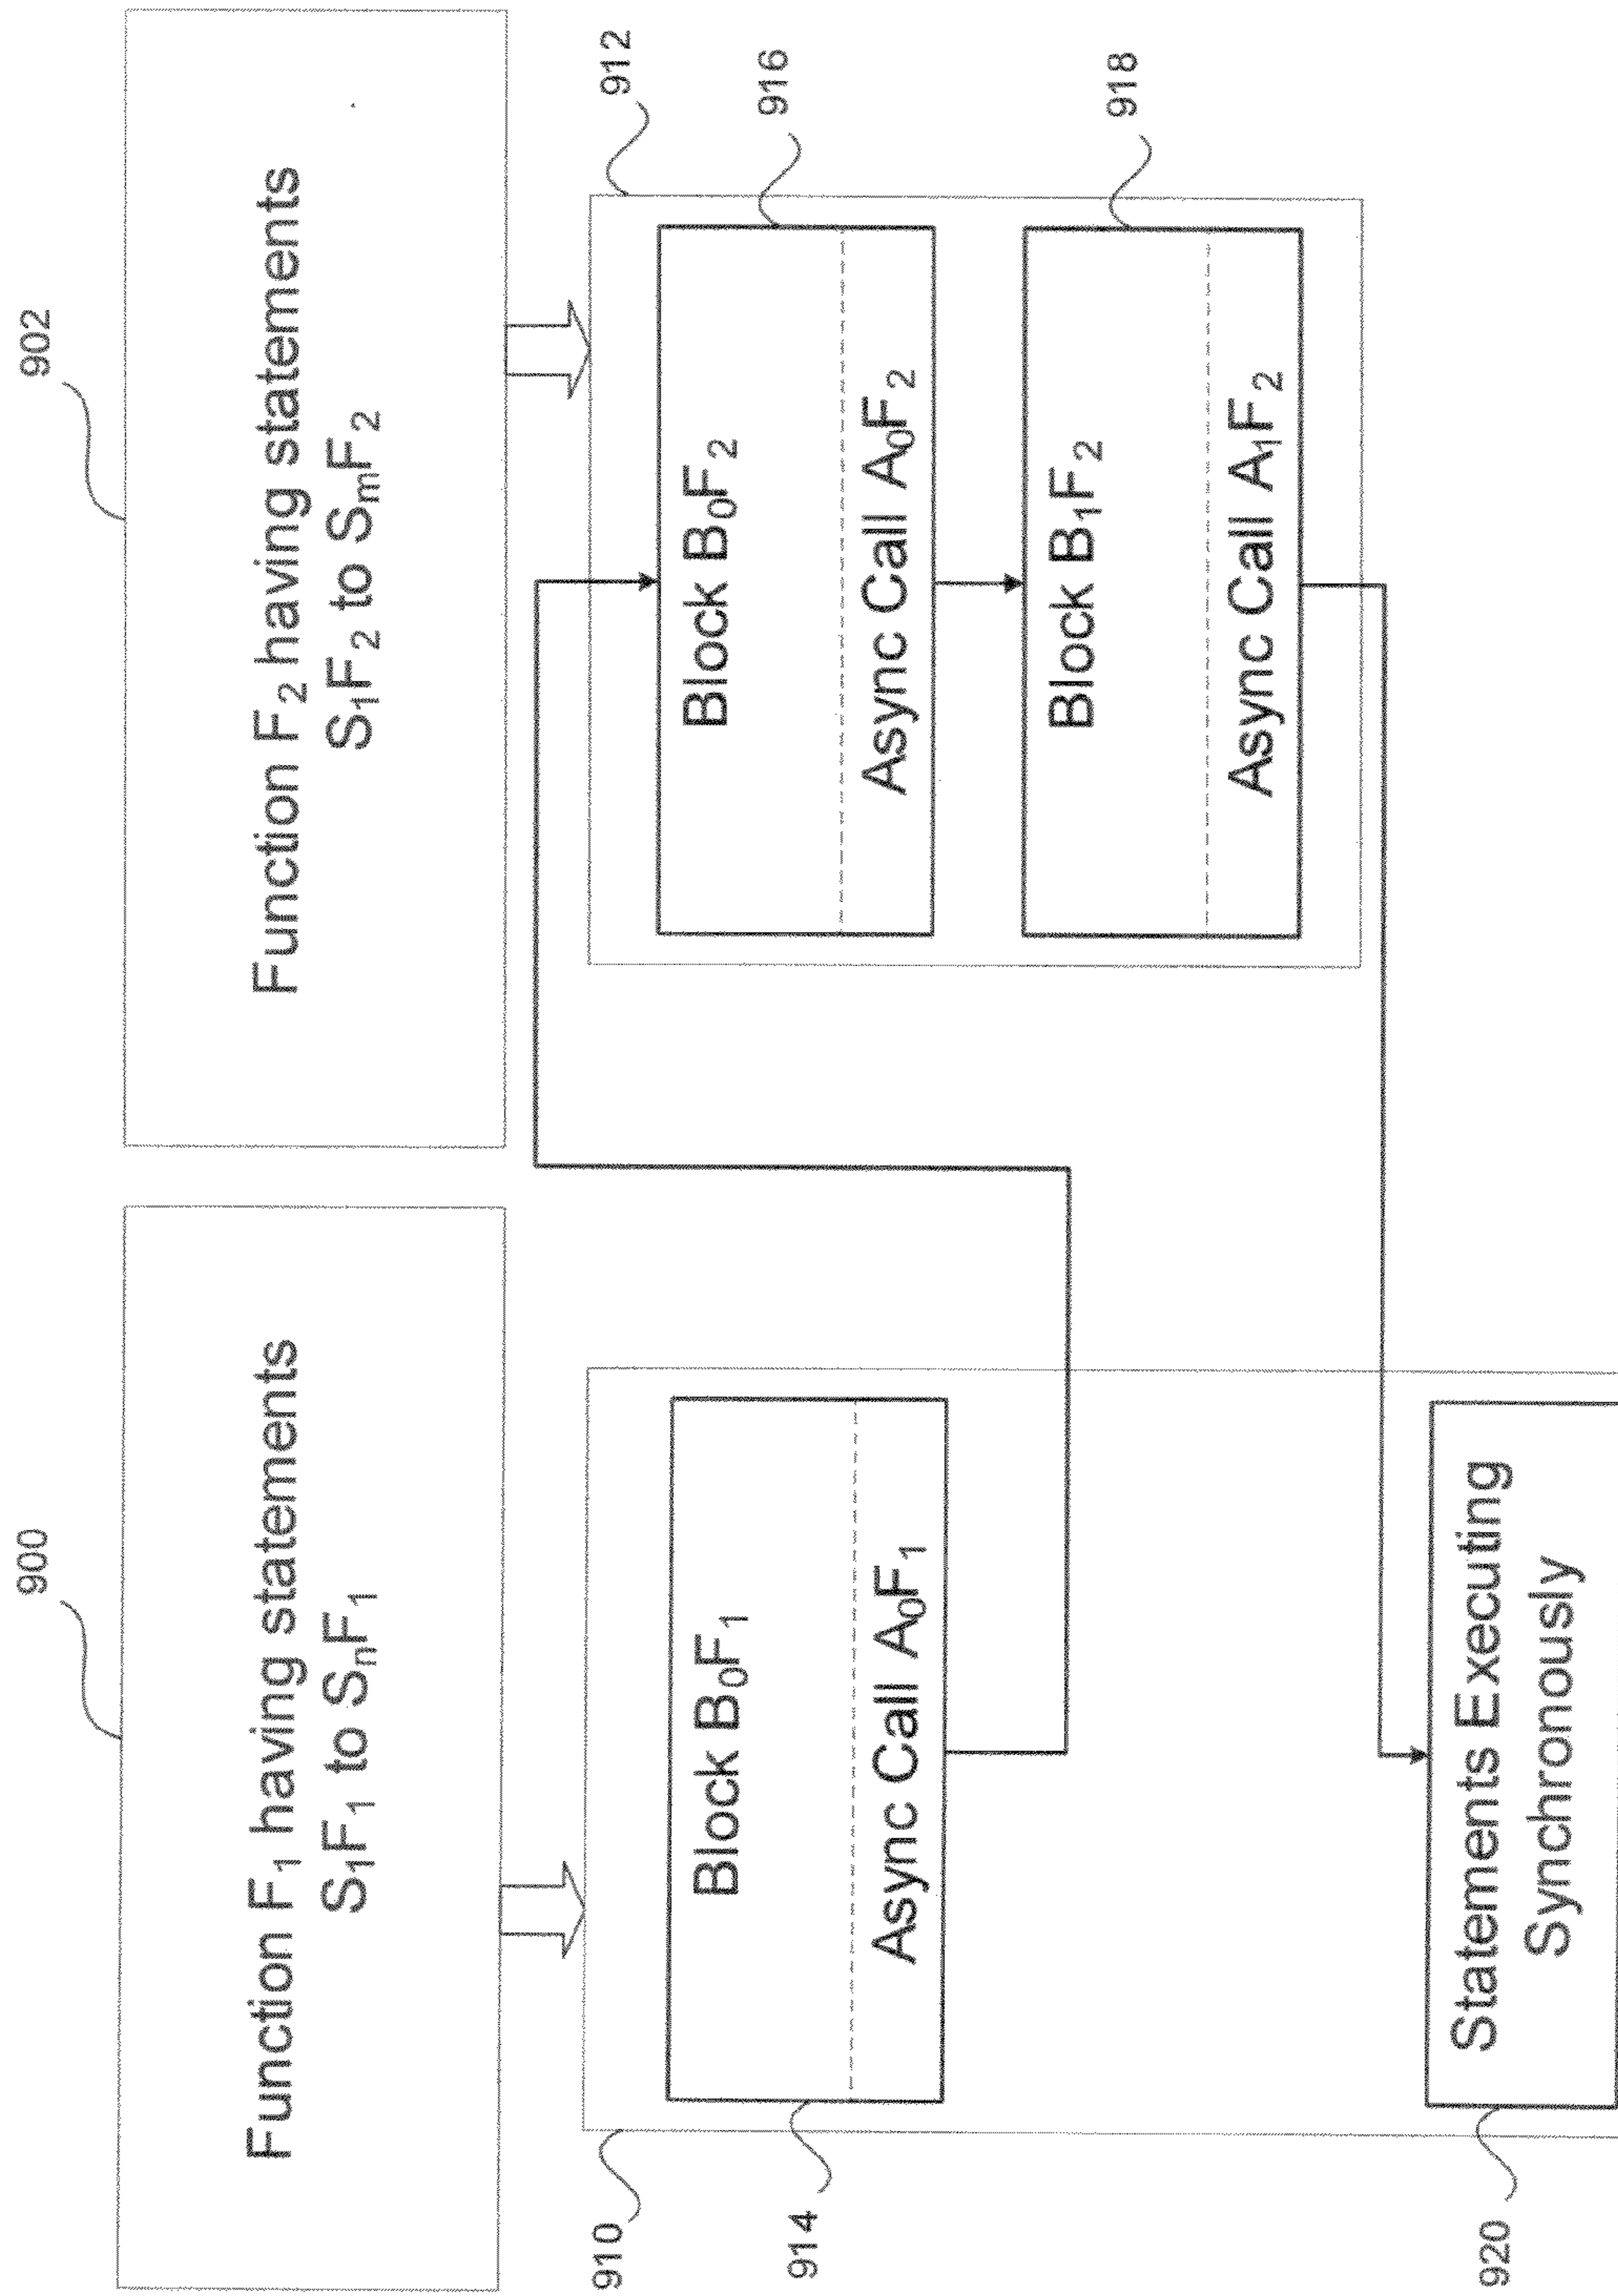 900
Function F₁ having statements
S₁F₁ to SₙF₁
902
Function F₂ having statements
S₁F₂ to SₘF₂
910
914
Block B₀F₁
Async Call A₀F₁
912
916
Block B₀F₂
Async Call A₀F₂
918
Block B₁F₂
Async Call A₁F₂
920
Statements Executing
Synchronously